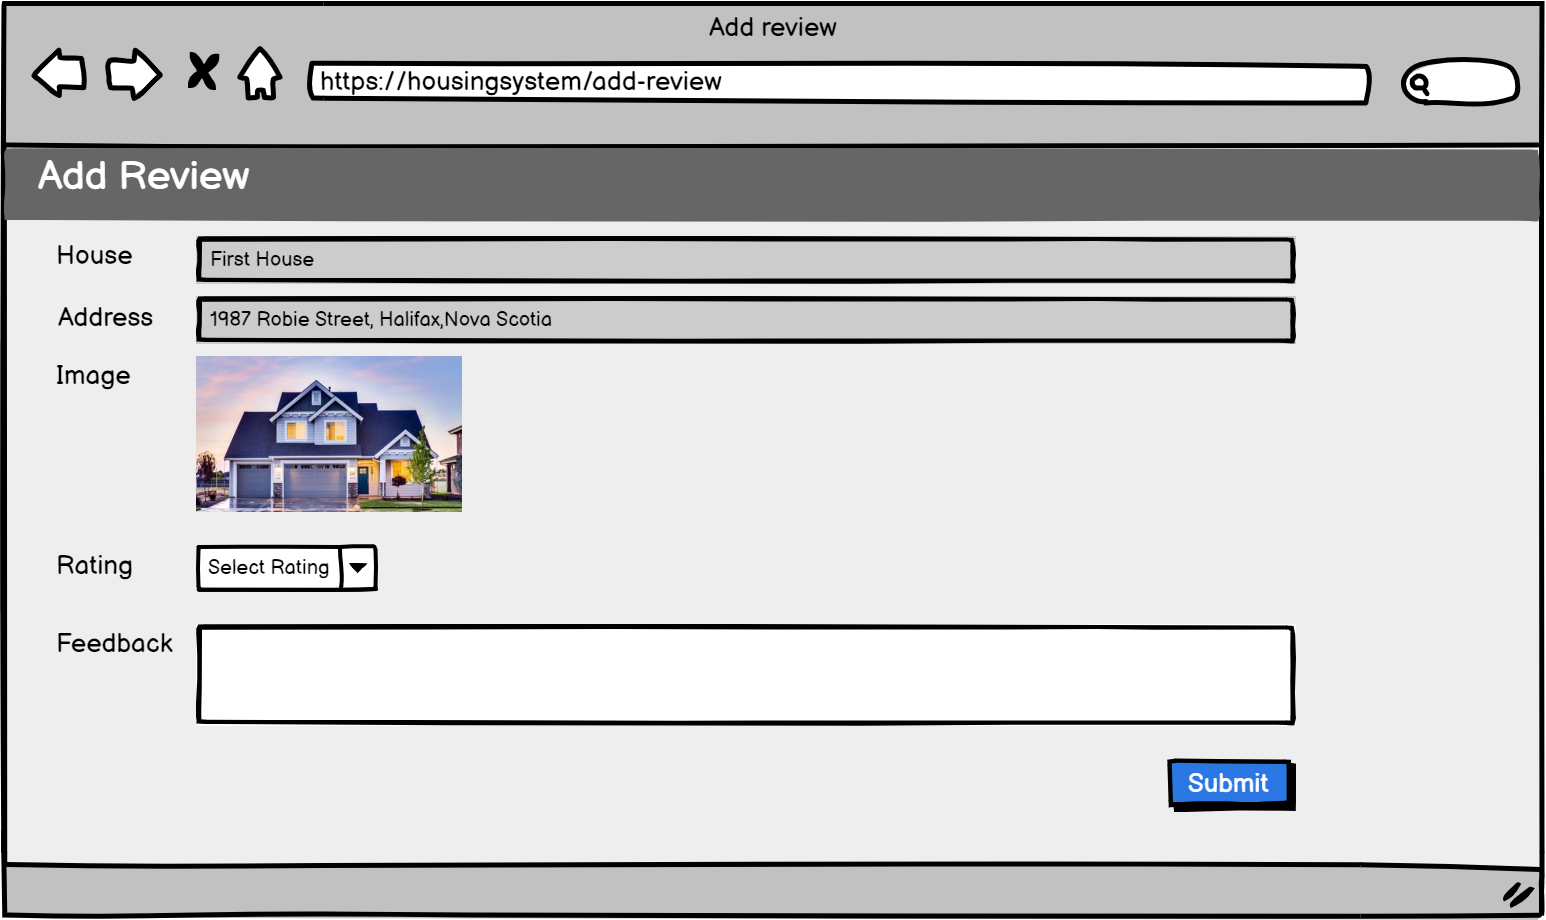 Add review
https://housingsystem/add-review
Add Review
House
First House
Address
1987 Robie Street, Halifax,Nova Scotia
Image
Rating
Select Rating
Feedback
Submit